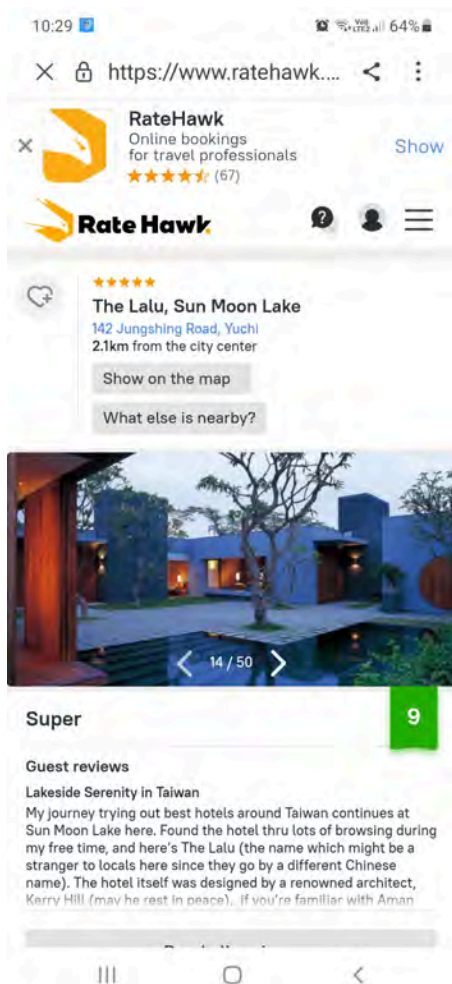 10:29
64%
https://www.ratehawk....
RateHawk
Online bookings
for travel professionals
(67)
Show
Rate Hawk.
The Lalu, Sun Moon Lake
142 Jungshing Road, Yuchi
2.1km from the city center
Show on the map
What else is nearby?
14 / 50
Super
9
Guest reviews
Lakeside Serenity in Taiwan
My journey trying out best hotels around Taiwan continues at
Sun Moon Lake here. Found the hotel thru lots of browsing during
my free time, and here's The Lalu (the name which might be a
stranger to locals here since they go by a different Chinese
name). The hotel itself was designed by a renowned architect,
Kerry Hill (may he rest in peace). If you're familiar with Aman